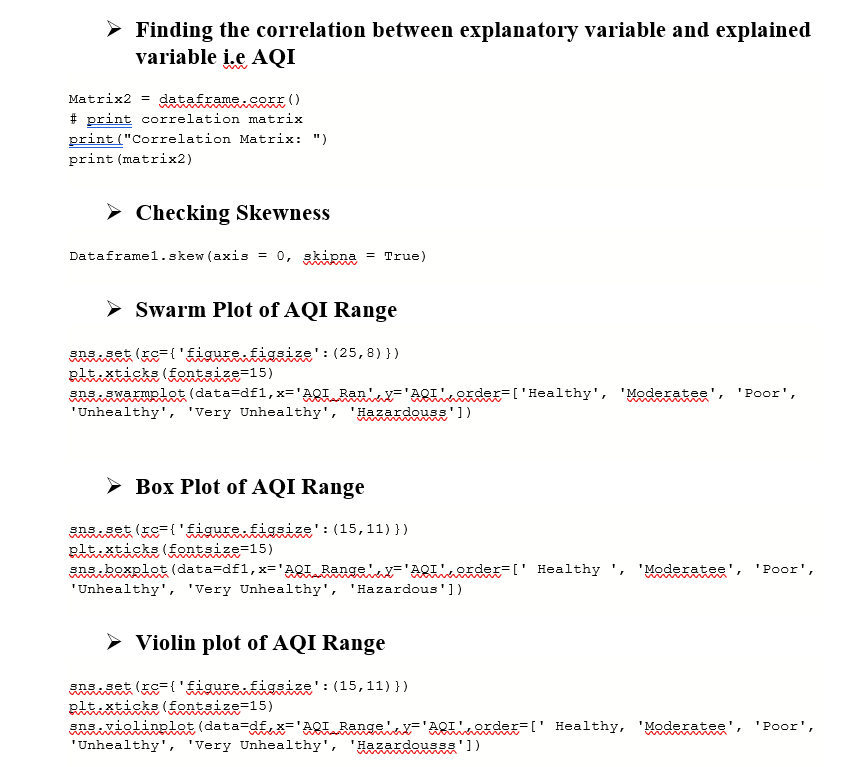 ➢ Finding the correlation between explanatory variable and explained
variable i.e AQI
Matrix2 = dataframe.corr()
# print correlation matrix
print("Correlation Matrix: ")
print(matrix2)
➢ Checking Skewness
Dataframe1.skew(axis = 0, skipna = True)
➢ Swarm Plot of AQI Range
sns.set(rc={'figure.figsize':(25,8)})
plt.xticks(fontsize=15)
sns.swarmplot(data=df1,x='AQI_Ran',y='AQI',order=['Healthy', 'Moderatee', 'Poor',
'Unhealthy', 'Very Unhealthy', 'Hazardouss'])
➢ Box Plot of AQI Range
sns.set(rc={'figure.figsize':(15,11)})
plt.xticks(fontsize=15)
sns.boxplot(data=df1,x='AQI_Range',y='AQI',order=[' Healthy ', 'Moderatee', 'Poor',
'Unhealthy', 'Very Unhealthy', 'Hazardous'])
➢ Violin plot of AQI Range
sns.set(rc={'figure.figsize':(15,11)})
plt.xticks(fontsize=15)
sns.violinplot(data=df,x='AQI_Range',y='AQI',order=[' Healthy, 'Moderatee', 'Poor',
'Unhealthy', 'Very Unhealthy', 'Hazardousss'])